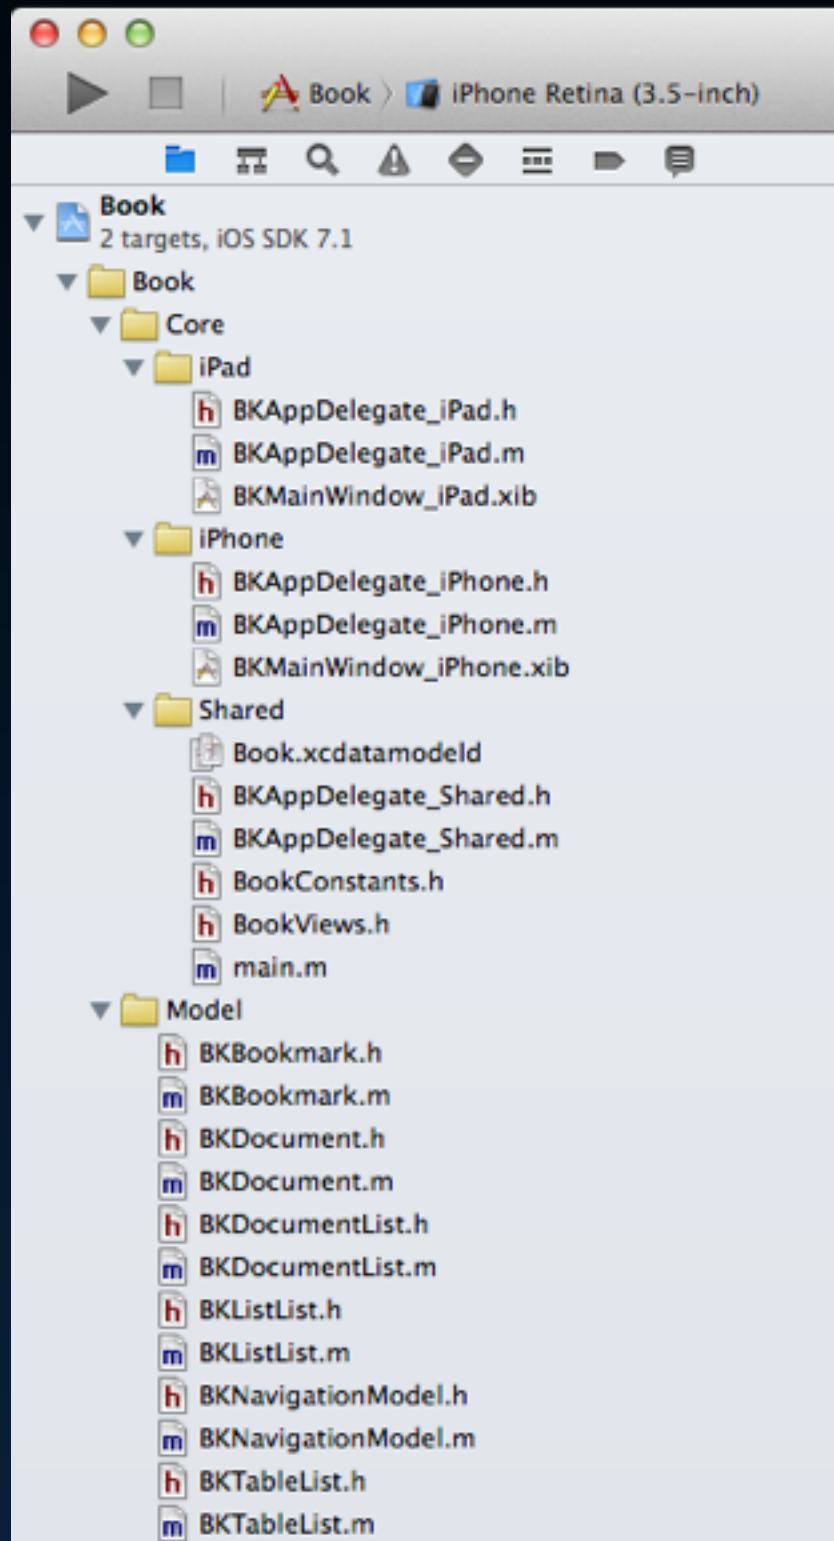 Book iPhone Retina (3.5-inch)
Book
2 targets, iOS SDK 7.1
Book
Core
iPad
h BKAppDelegate_iPad.h
m BKAppDelegate_iPad.m
BKMainWindow_iPad.xib
iPhone
h BKAppDelegate_iPhone.h
m BKAppDelegate_iPhone.m
BKMainWindow_iPhone.xib
Shared
Book.xcdatamodeld
h BKAppDelegate_Shared.h
m BKAppDelegate_Shared.m
h BookConstants.h
h BookViews.h
m main.m
Model
h BKBookmark.h
m BKBookmark.m
h BKDocument.h
m BKDocument.m
h BKDocumentList.h
m BKDocumentList.m
h BKListList.h
m BKListList.m
h BKNavigationModel.h
m BKNavigationModel.m
h BKTableList.h
m BKTableList.m